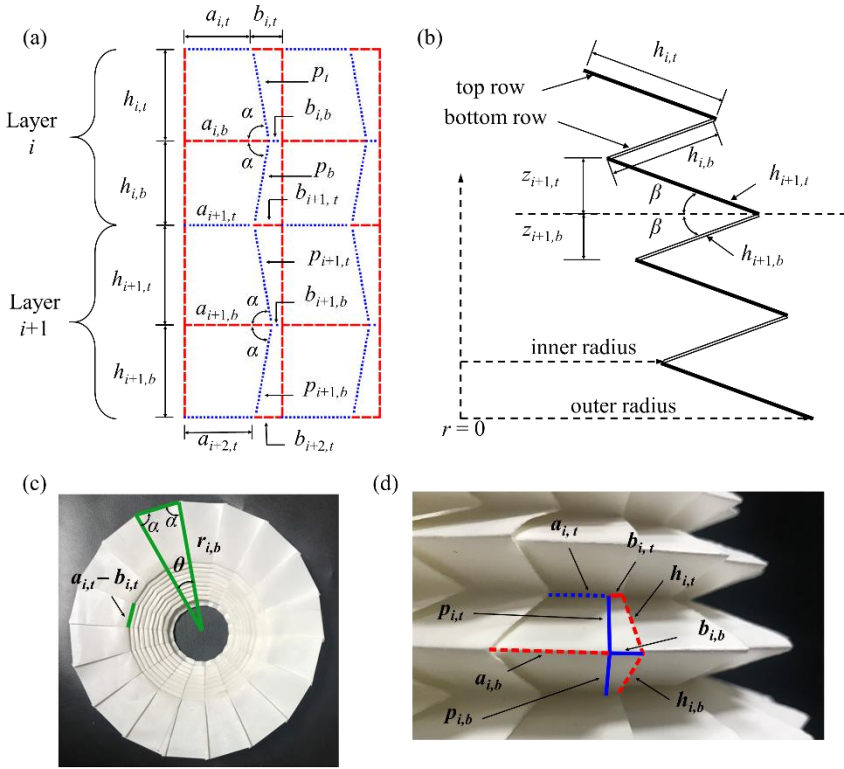 (a)
a_{i,t}
b_{i,t}
Layer
i
h_{i,t}
h_{i,b}
p_t
α
a_{i,b}
b_{i,b}
α
p_b
a_{i+1,t}
b_{i+1,t}
Layer
i+1
h_{i+1,t}
h_{i+1,b}
p_{i+1,t}
α
a_{i+1,b}
b_{i+1,b}
α
p_{i+1,b}
a_{i+2,t}
b_{i+2,t}
(b)
h_{i,t}
top row
bottom row
h_{i,b}
z_{i+1,t}
h_{i+1,t}
β
β
z_{i+1,b}
h_{i+1,b}
inner radius
outer radius
r = 0
(c)
α
α
r_{i,b}
θ
a_{i,t} − b_{i,t}
(d)
a_{i,t}
b_{i,t}
h_{i,t}
p_{i,t}
b_{i,b}
a_{i,b}
p_{i,b}
h_{i,b}